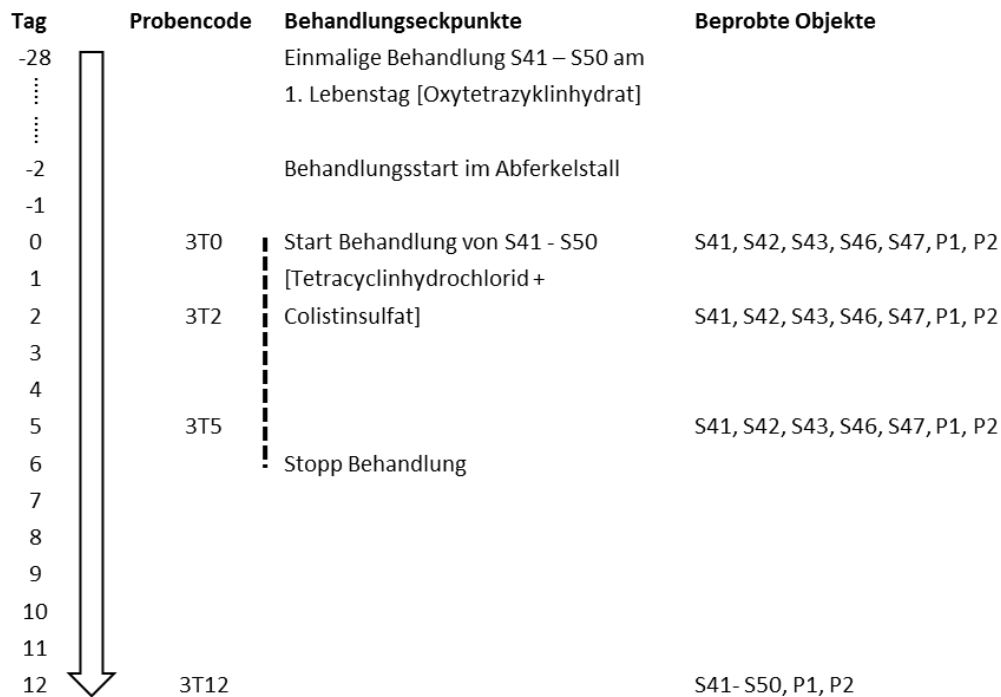 Tag Probencode Behandlungseckpunkte Beprobte Objekte
-28 Einmalige Behandlung S41 – S50 am
1. Lebenstag [Oxytetrazyklinhydrat]
-2 Behandlungsstart im Abferkelstall
-1
0 3T0 Start Behandlung von S41 - S50 S41, S42, S43, S46, S47, P1, P2
1 [Tetracyclinhydrochlorid +
2 3T2 Colistinsulfat] S41, S42, S43, S46, S47, P1, P2
3
4
5 3T5 S41, S42, S43, S46, S47, P1, P2
6 Stopp Behandlung
7
8
9
10
11
12 3T12 S41- S50, P1, P2